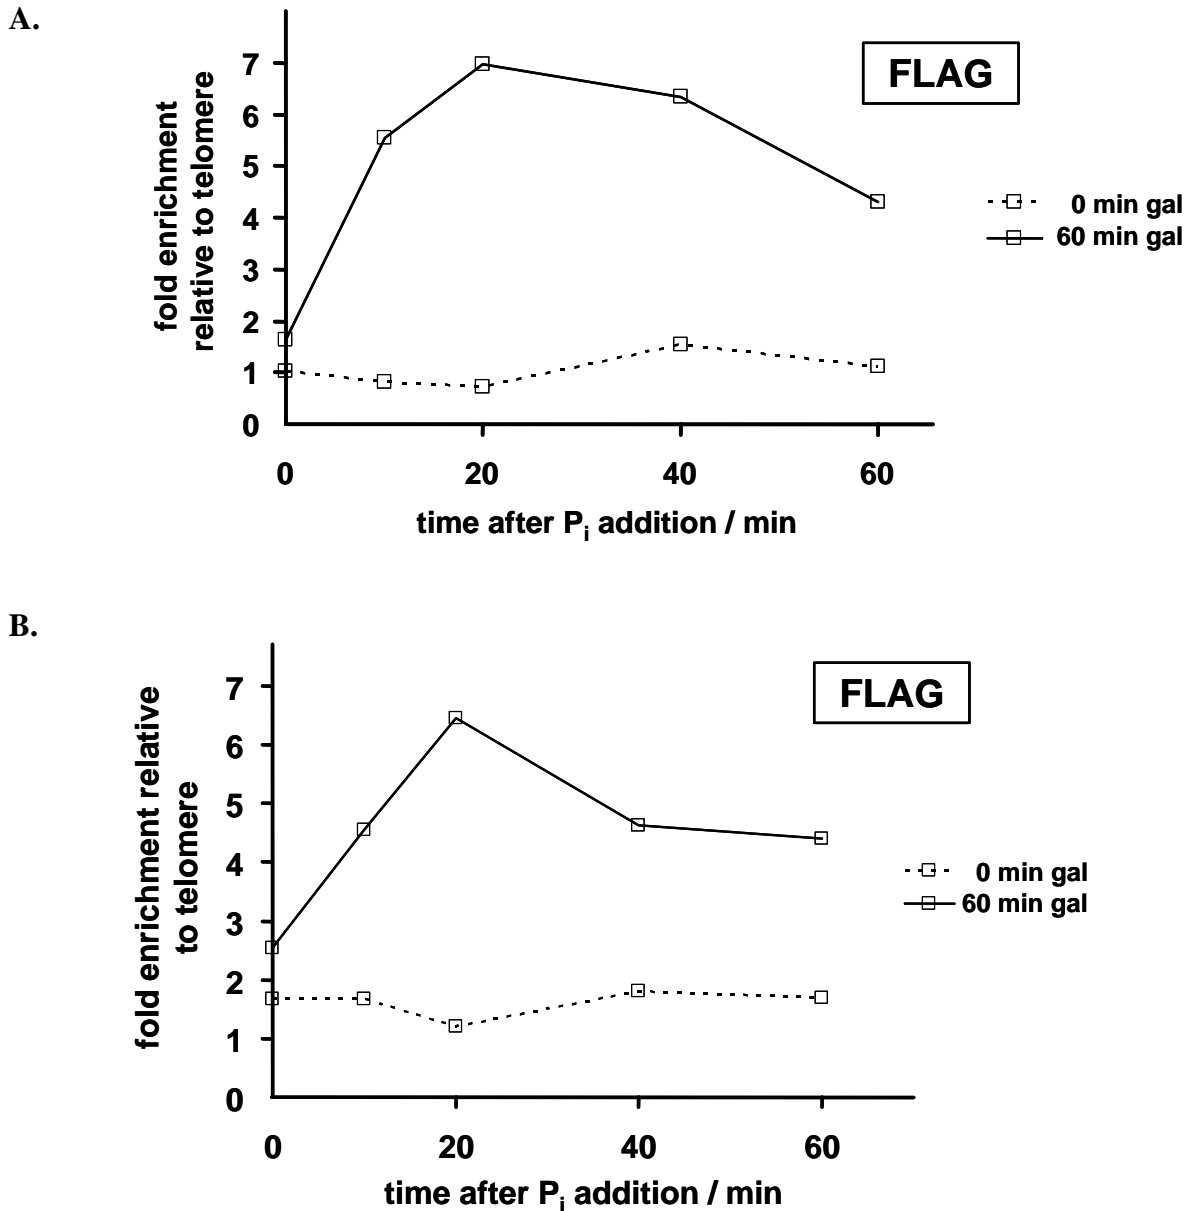 A.
FLAG
fold enrichment
relative to telomere
7
6
5
4
3
2
1
0
0 20 40 60
time after Pi addition / min
0 min gal
60 min gal
B.
FLAG
fold enrichment relative
to telomere
7
6
5
4
3
2
1
0
0 20 40 60
time after Pi addition / min
0 min gal
60 min gal